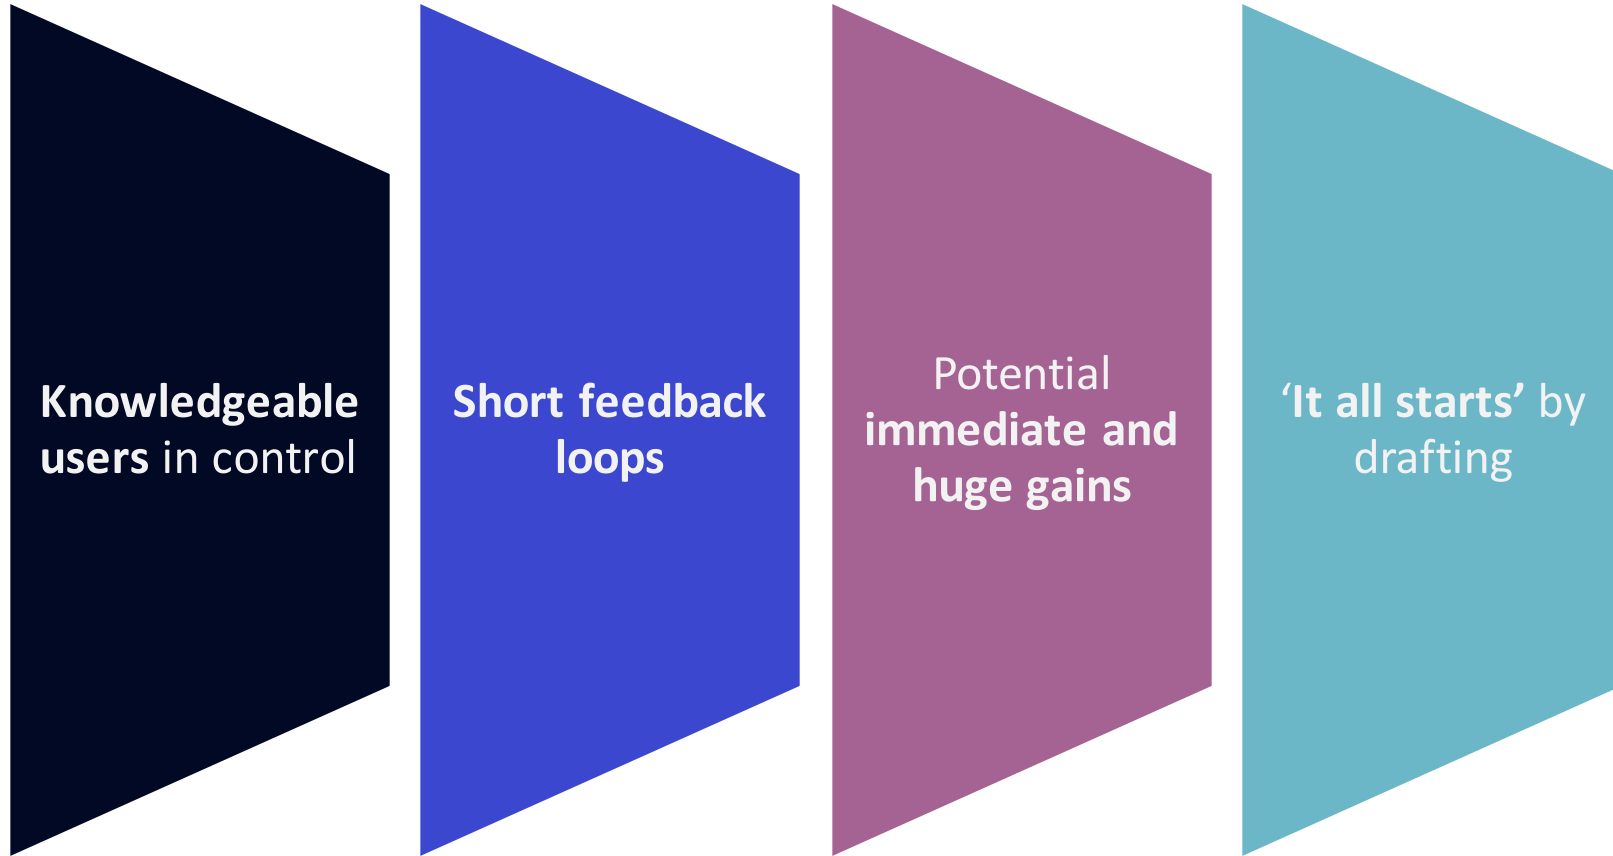 Knowledgeable
users in control
Short feedback
loops
Potential
immediate and
huge gains
‘It all starts’ by
drafting